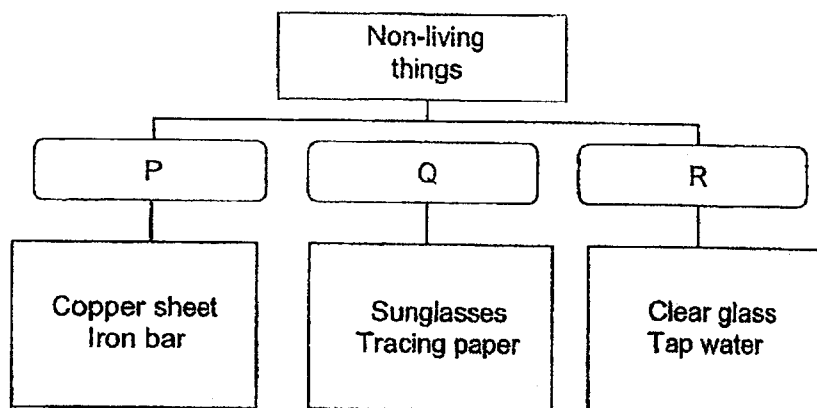 Non-living
things
P
Q
R
Copper sheet
Iron bar
Sunglasses
Tracing paper
Clear glass
Tap water